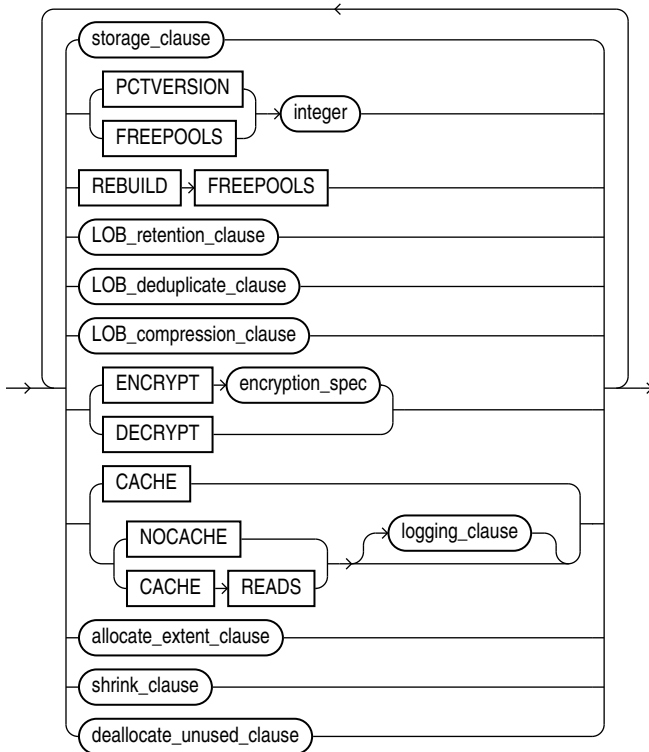 storage_clause
PCTVERSION
integer
FREEPOOLS
REBUILD FREEPOOLS
LOB_retention_clause
LOB_deduplicate_clause
LOB_compression_clause
ENCRYPT encryption_spec
DECRYPT
CACHE
NOCACHE logging_clause
CACHE READS
allocate_extent_clause
shrink_clause
deallocate_unused_clause